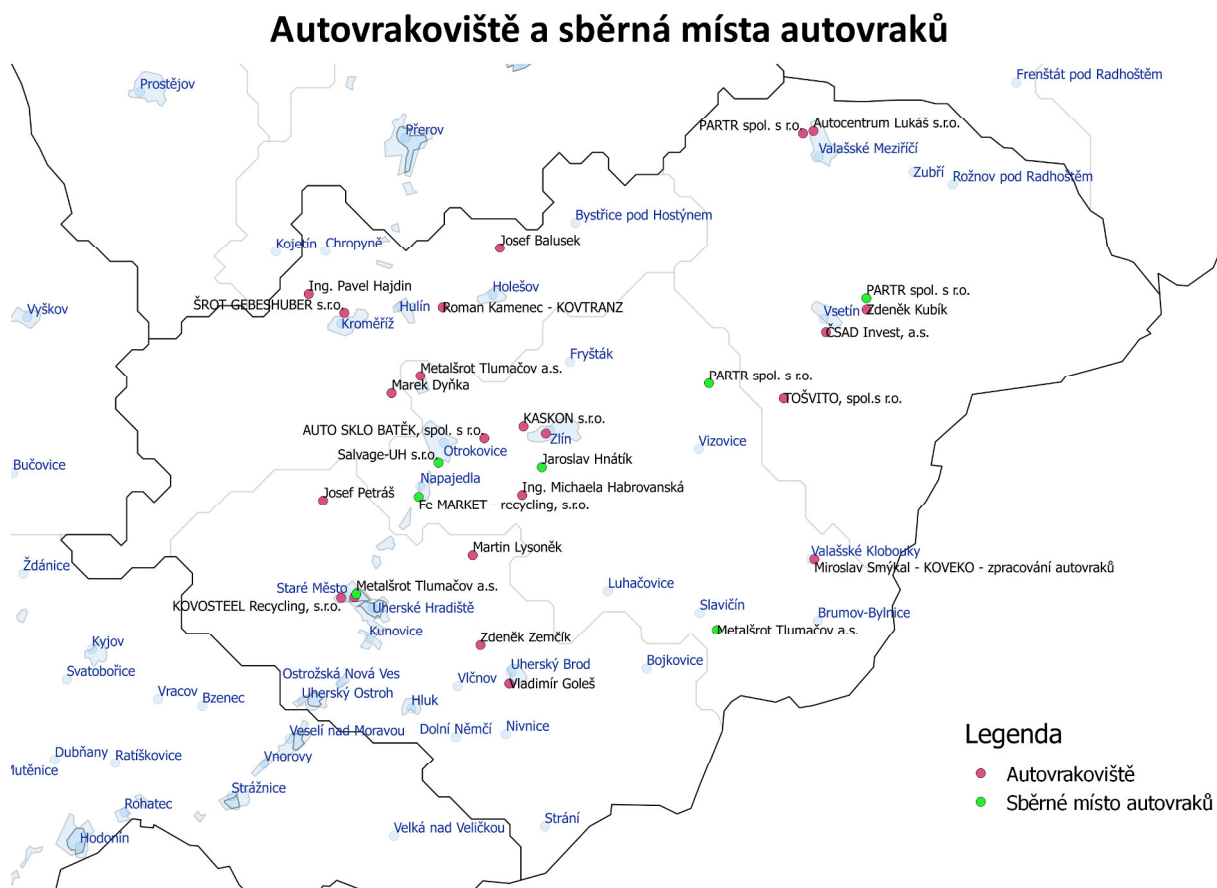 Autovrakoviště a sběrná místa autovraků
Frenštát pod Radhoštěm
Prostějov
Přerov
PARTR spol. s r.o.
Autocentrum Lukáš s.r.o.
Valašské Meziříčí
Zubří
Rožnov pod Radhoštěm
Bystřice pod Hostýnem
Kojetín
Chropyně
Josef Balusek
Ing. Pavel Hajdin
Holešov
PARTR spol. s r.o.
ŠROT GEBESHUBER s.r.o.
Hulín
Roman Kamenec - KOVTRANZ
Vyškov
Kroměříž
Vsetín
Zdeněk Kubík
ČSAD Invest, a.s.
Fryšták
Metalšrot Tlumačov a.s.
Marek Dyňka
PARTR spol. s r.o.
TOŠVITO, spol.s r.o.
KASKON s.r.o.
AUTO SKLO BATĚK, spol. s r.o.
Zlín
Otrokovice
Vizovice
Salvage-UH s.r.o.
Jaroslav Hnátík
Bučovice
Napajedla
Josef Petráš
Ing. Michaela Habrovanská
Fe MARKET recycling, s.r.o.
Martin Lysoněk
Valašské Klobouky
Miroslav Smýkal - KOVEKO - zpracování autovraků
Ždánice
Staré Město
Metalšrot Tlumačov a.s.
Luhačovice
KOVOSTEEL Recycling, s.r.o.
Uherské Hradiště
Slavičín
Brumov-Bylnice
Kunovice
Metalšrot Tlumačov a.s.
Zdeněk Zemčík
Kyjov
Bojkovice
Svatobořice
Ostrožská Nová Ves
Uherský Brod
Vlčnov
Vladimír Goleš
Vracov
Bzenec
Uherský Ostroh
Hluk
Veselí nad Moravou
Dolní Němčí
Nivnice
Dubňany
Ratíškovice
Vnorovy
Mutěnice
Strážnice
Rohatec
Hodonín
Velká nad Veličkou
Strání
Legenda
Autovrakoviště
Sběrné místo autovraků